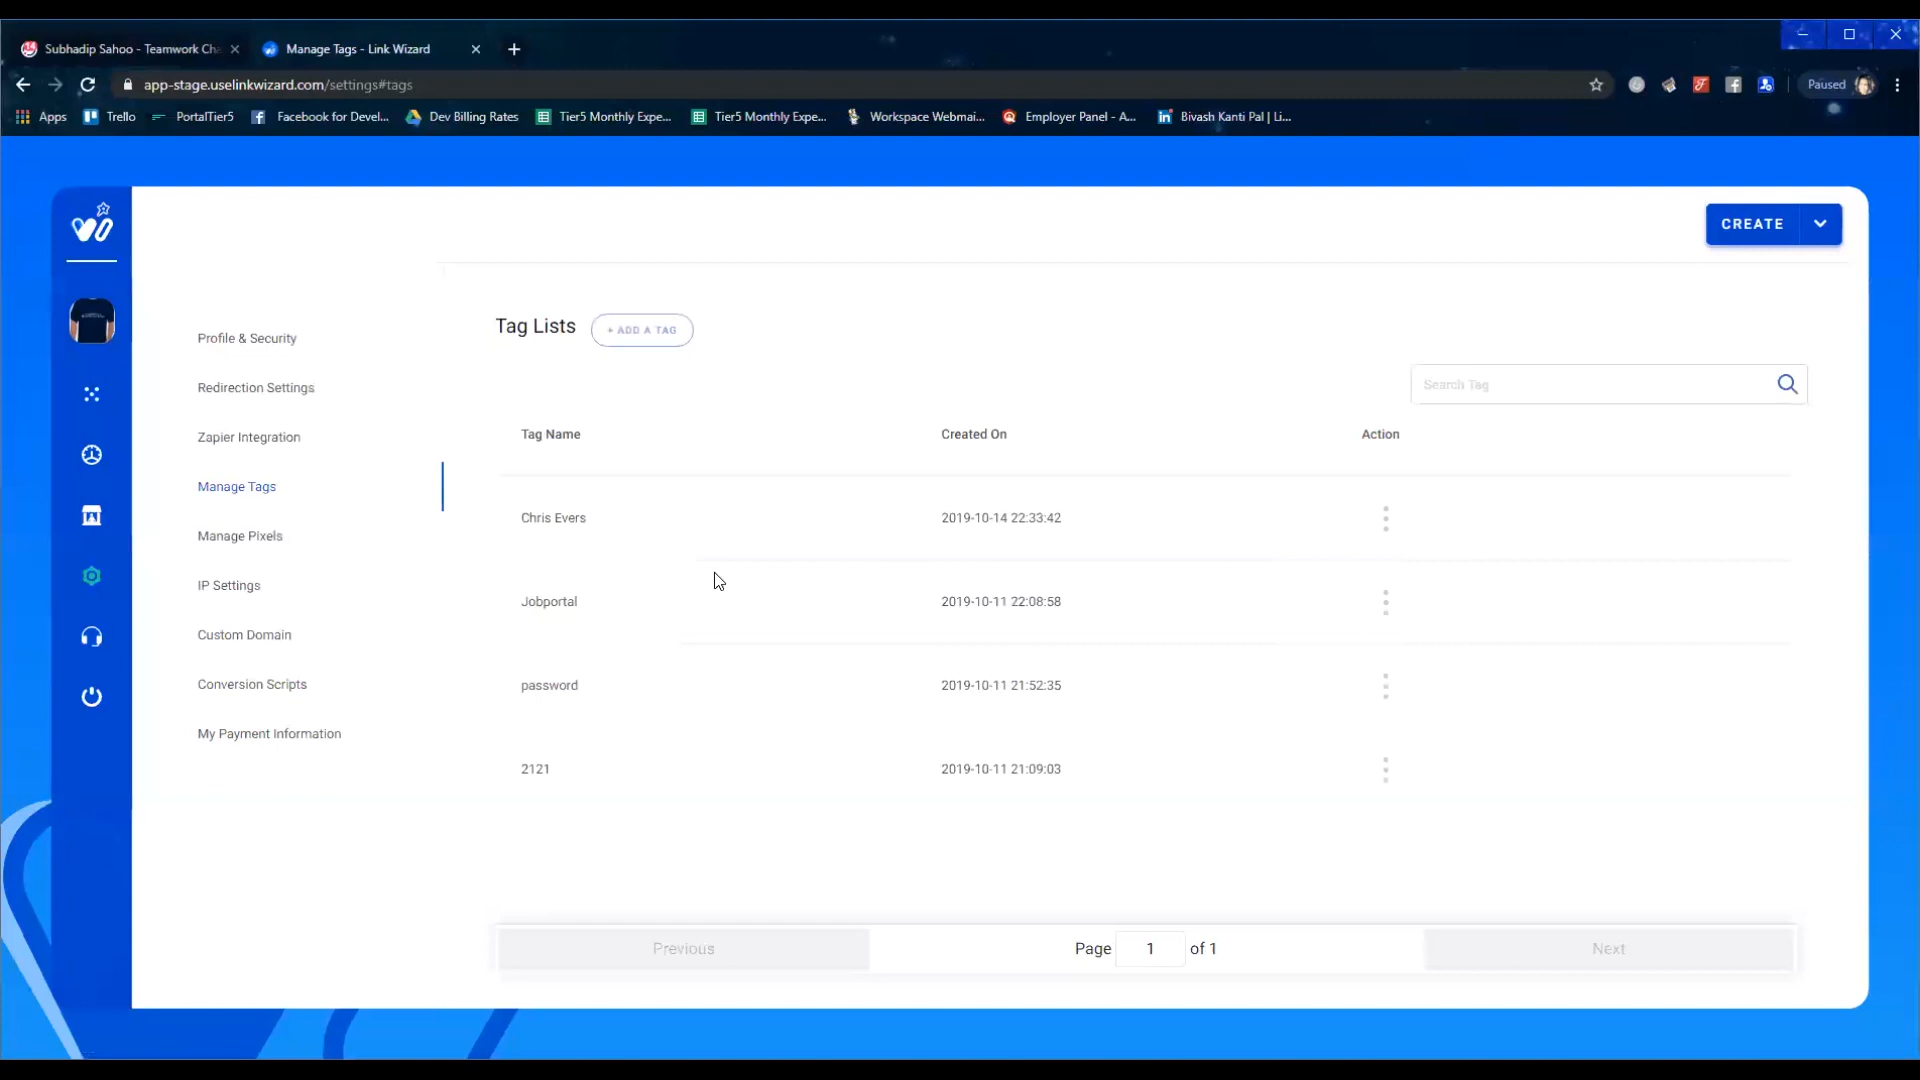 Subhadip Sahoo - Teamwork Cha
Manage Tags - Link Wizard
app-stage.uselinkwizard.com/settings#tags
Paused
Apps
Trello
PortalTier5
Facebook for Devel...
Dev Billing Rates
Tier5 Monthly Expe...
Tier5 Monthly Expe...
Workspace Webmai...
Employer Panel - A...
Bivash Kanti Pal | Li...
CREATE
Profile & Security
Redirection Settings
Zapier Integration
Manage Tags
Manage Pixels
IP Settings
Custom Domain
Conversion Scripts
My Payment Information
Tag Lists
+ ADD A TAG
Search Tag
Tag Name Created On Action
Chris Evers 2019-10-14 22:33:42
Jobportal 2019-10-11 22:08:58
password 2019-10-11 21:52:35
2121 2019-10-11 21:09:03
Previous Page 1 of 1 Next